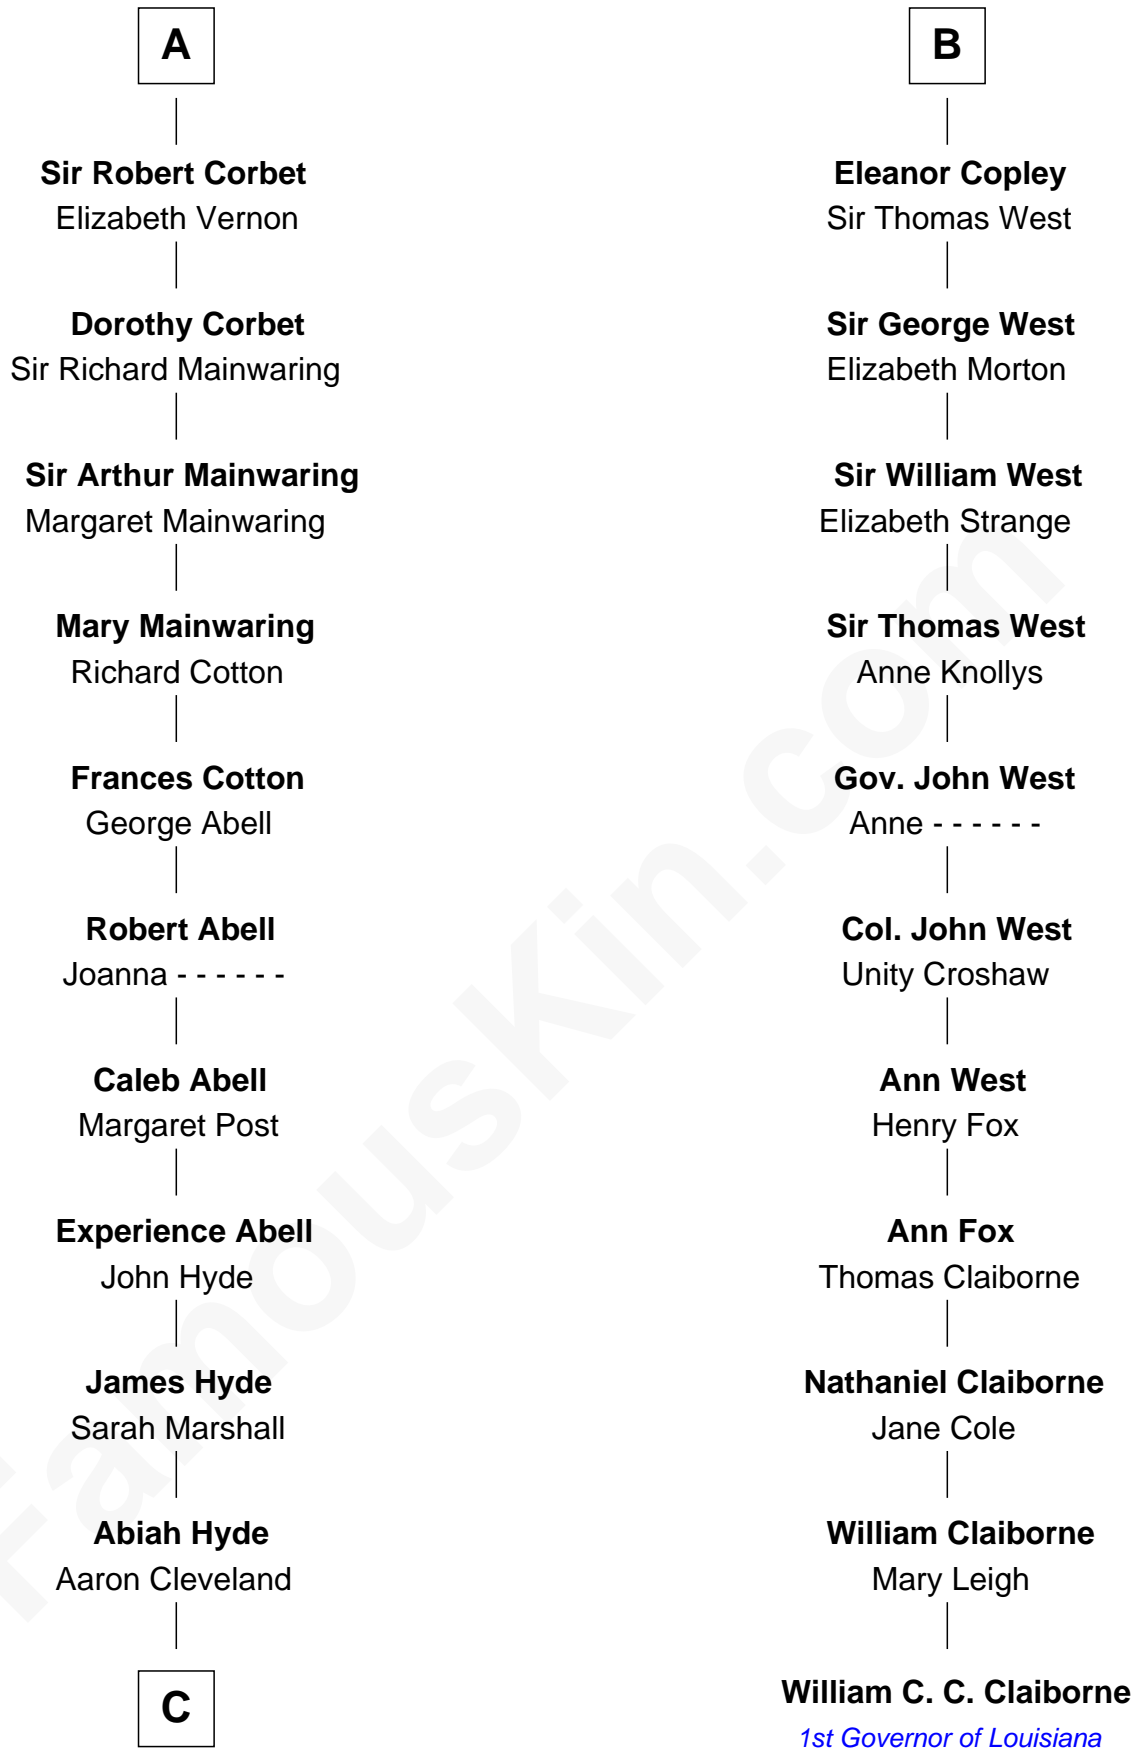 A
Sir Robert Corbet
Elizabeth Vernon
Dorothy Corbet
Sir Richard Mainwaring
Sir Arthur Mainwaring
Margaret Mainwaring
Mary Mainwaring
Richard Cotton
Frances Cotton
George Abell
Robert Abell
Joanna - - - - - -
Caleb Abell
Margaret Post
Experience Abell
John Hyde
James Hyde
Sarah Marshall
Abiah Hyde
Aaron Cleveland
C
B
Eleanor Copley
Sir Thomas West
Sir George West
Elizabeth Morton
Sir William West
Elizabeth Strange
Sir Thomas West
Anne Knollys
Gov. John West
Anne - - - - - -
Col. John West
Unity Croshaw
Ann West
Henry Fox
Ann Fox
Thomas Claiborne
Nathaniel Claiborne
Jane Cole
William Claiborne
Mary Leigh
William C. C. Claiborne
1st Governor of Louisiana
FamousKin.com